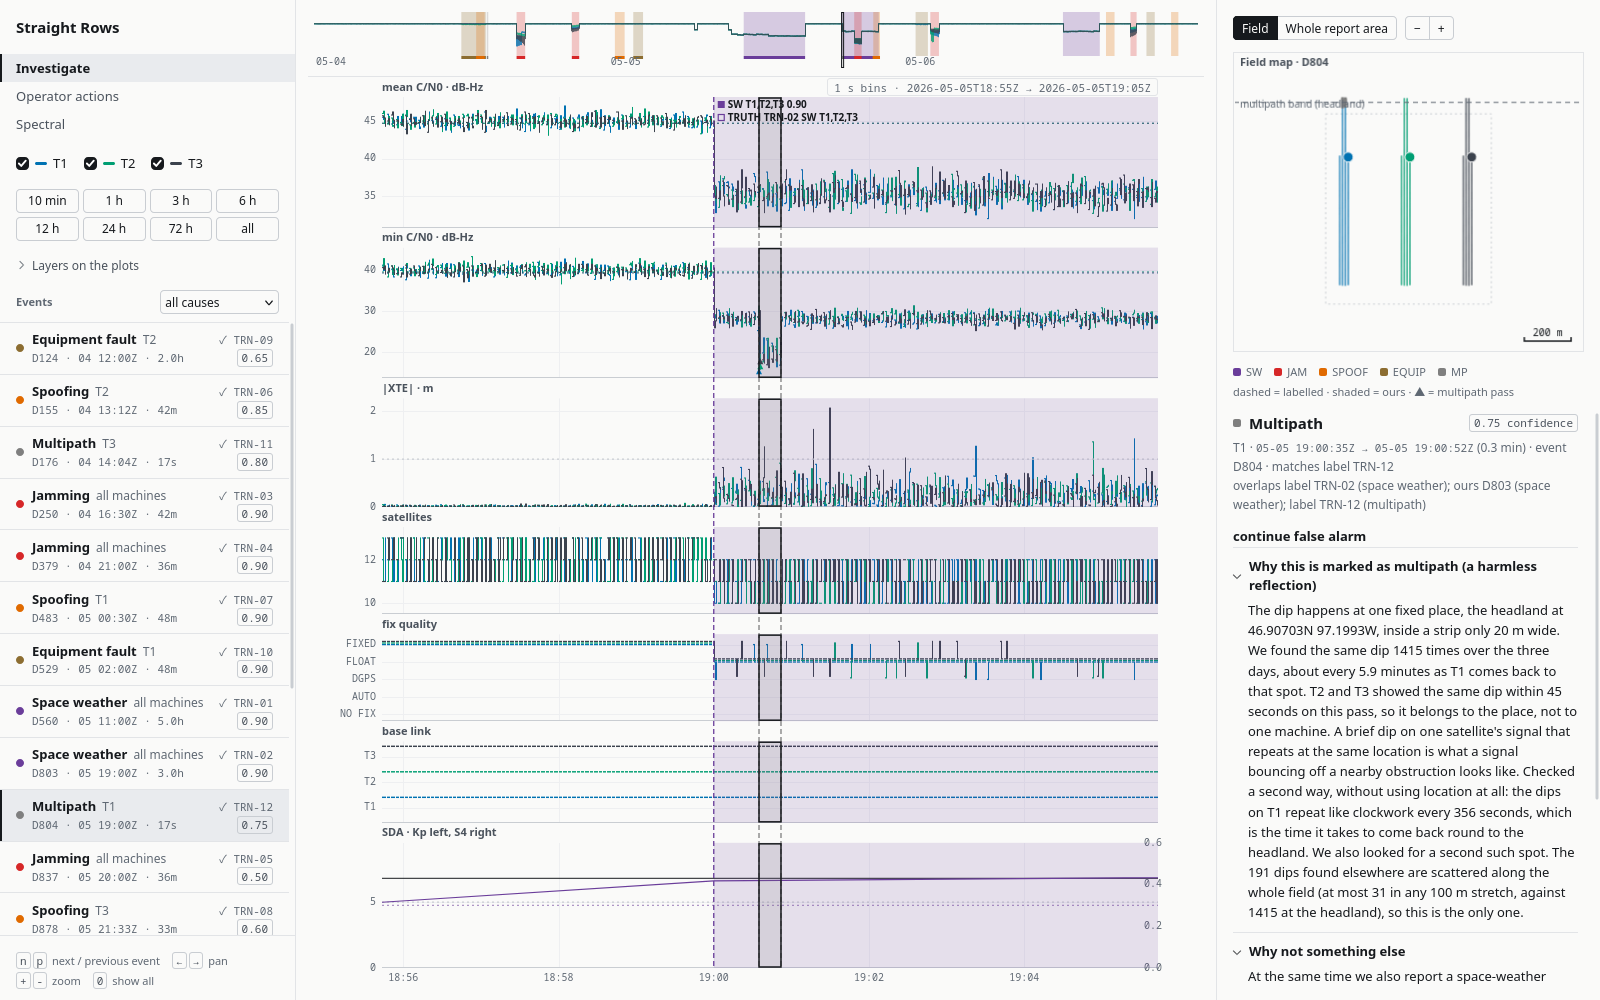 Straight Rows
Investigate
Operator actions
Spectral
T1 T2 T3
10 min 1 h 3 h 6 h
12 h 24 h 72 h all
Layers on the plots
Events all causes
Equipment fault T2 ✓ TRN-09
D124 · 04 12:00Z · 2.0h 0.65
Spoofing T2 ✓ TRN-06
D155 · 04 13:12Z · 42m 0.85
Multipath T3 ✓ TRN-11
D176 · 04 14:04Z · 17s 0.80
Jamming all machines ✓ TRN-03
D250 · 04 16:30Z · 42m 0.90
Jamming all machines ✓ TRN-04
D379 · 04 21:00Z · 36m 0.90
Spoofing T1 ✓ TRN-07
D483 · 05 00:30Z · 48m 0.90
Equipment fault T1 ✓ TRN-10
D529 · 05 02:00Z · 48m 0.90
Space weather all machines ✓ TRN-01
D560 · 05 11:00Z · 5.0h 0.90
Space weather all machines ✓ TRN-02
D803 · 05 19:00Z · 3.0h 0.90
Multipath T1 ✓ TRN-12
D804 · 05 19:00Z · 17s 0.75
Jamming all machines ✓ TRN-05
D837 · 05 20:00Z · 36m 0.50
Spoofing T3 ✓ TRN-08
D878 · 05 21:33Z · 33m 0.60
n p next / previous event ← → pan
+ - zoom 0 show all
05-04 05-05 05-06
mean C/N0 · dB-Hz
1 s bins · 2026-05-05T18:55Z → 2026-05-05T19:05Z
SW T1,T2,T3 0.90
TRUTH TRN-02 SW T1,T2,T3
45
40
35
min C/N0 · dB-Hz
40
30
20
|XTE| · m
2
1
0
satellites
12
10
fix quality
FIXED
FLOAT
DGPS
AUTO
NO FIX
base link
T3
T2
T1
SDA · Kp left, S4 right
0.6
0.4
5
0.2
0 0.0
18:56 18:58 19:00 19:02 19:04
Field Whole report area − +
Field map · D804
multipath band (headland)
200 m
SW JAM SPOOF EQUIP MP
dashed = labelled · shaded = ours · ▲ = multipath pass
Multipath 0.75 confidence
T1 · 05-05 19:00:35Z → 05-05 19:00:52Z (0.3 min) · event
D804 · matches label TRN-12
overlaps label TRN-02 (space weather); ours D803 (space
weather); label TRN-12 (multipath)
continue false alarm
Why this is marked as multipath (a harmless
reflection)
The dip happens at one fixed place, the headland at
46.90703N 97.1993W, inside a strip only 20 m wide.
We found the same dip 1415 times over the three
days, about every 5.9 minutes as T1 comes back to
that spot. T2 and T3 showed the same dip within 45
seconds on this pass, so it belongs to the place, not to
one machine. A brief dip on one satellite's signal that
repeats at the same location is what a signal
bouncing off a nearby obstruction looks like. Checked
a second way, without using location at all: the dips
on T1 repeat like clockwork every 356 seconds, which
is the time it takes to come back round to the
headland. We also looked for a second such spot. The
191 dips found elsewhere are scattered along the
whole field (at most 31 in any 100 m stretch, against
1415 at the headland), so this is the only one.
Why not something else
At the same time we also report a space-weather